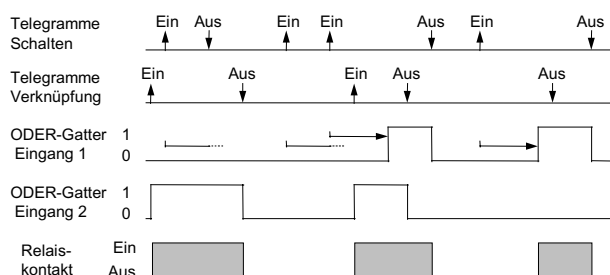 Telegramme Schalten Ein Aus Ein Ein Aus Ein Aus
Telegramme Verknüpfung Ein Aus Ein Aus Aus
ODER-Gatter Eingang 1 1 0
ODER-Gatter Eingang 2 1 0
Relais-kontakt Ein Aus